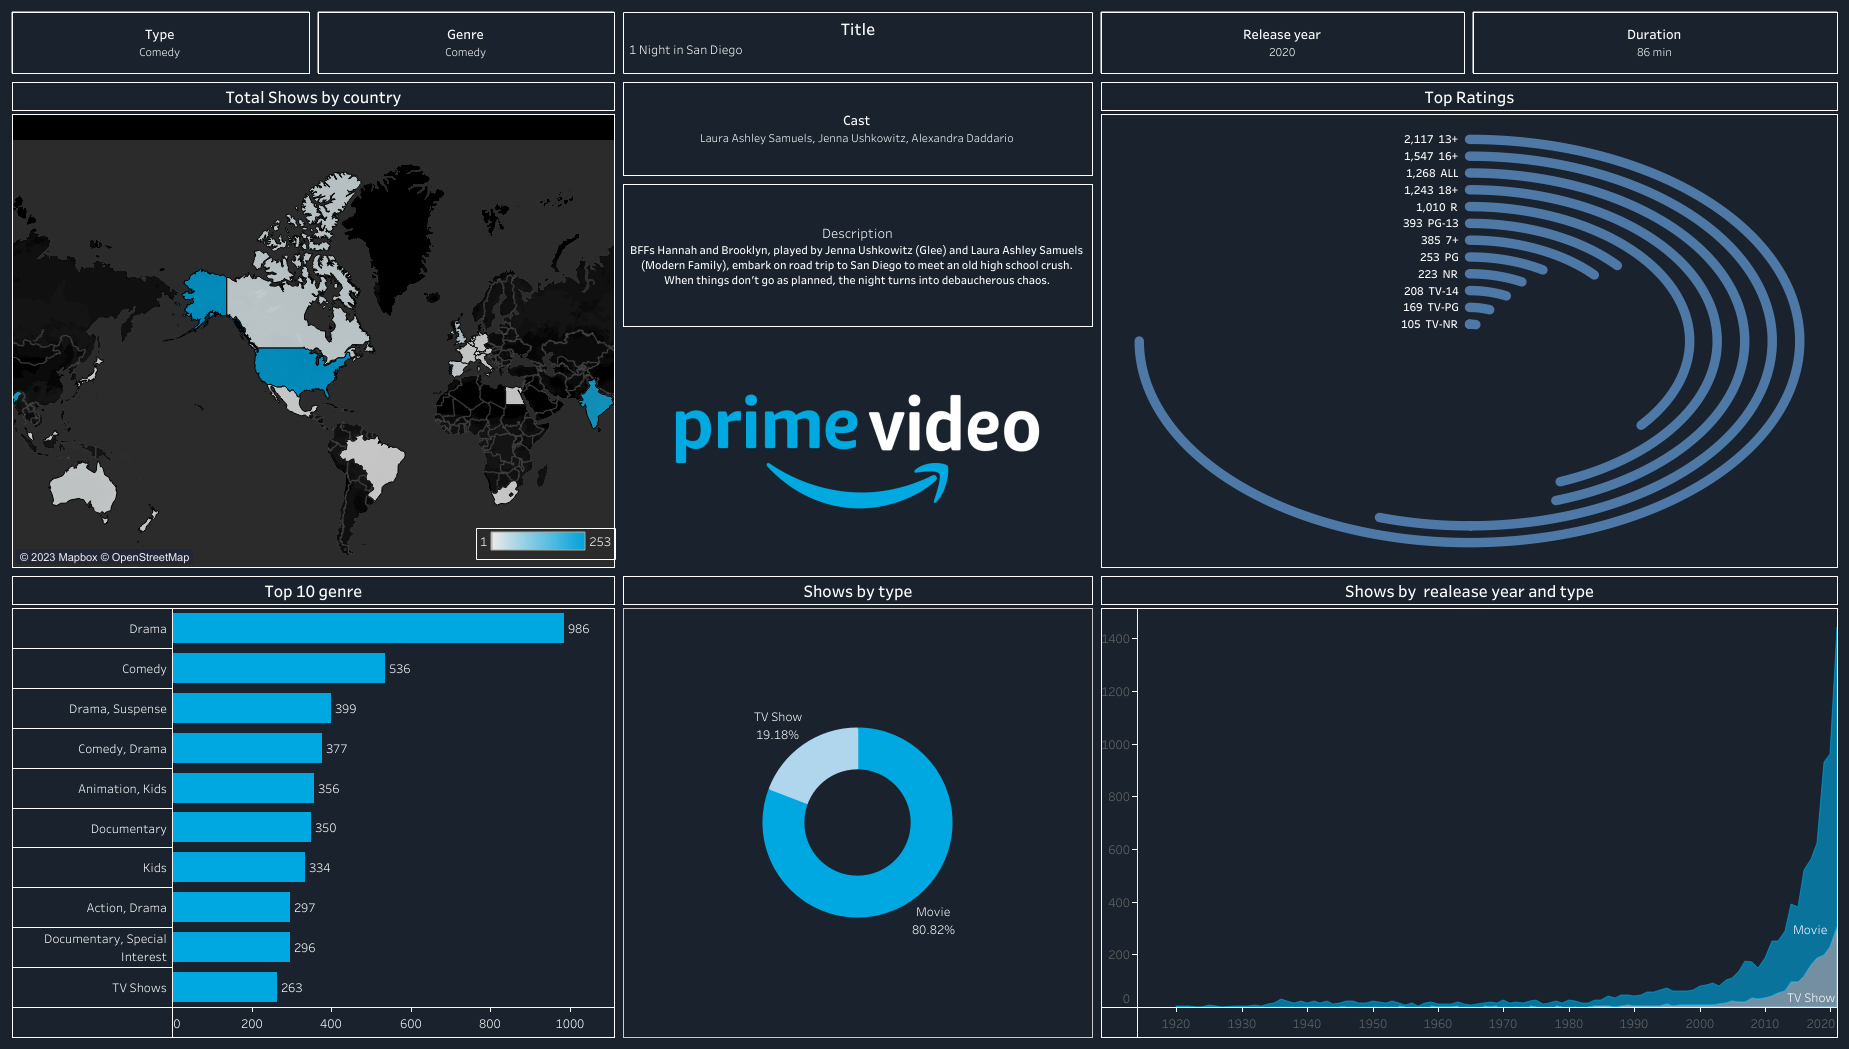 Type
Comedy
Genre
Comedy
Title
1 Night in San Diego
Release year
2020
Duration
86 min
Total Shows by country
© 2023 Mapbox © OpenStreetMap
1
253
Cast
Laura Ashley Samuels, Jenna Ushkowitz, Alexandra Daddario
Description
BFFs Hannah and Brooklyn, played by Jenna Ushkowitz (Glee) and Laura Ashley Samuels
(Modern Family), embark on road trip to San Diego to meet an old high school crush.
When things don't go as planned, the night turns into debaucherous chaos.
prime video
Top Ratings
2,117 13+
1,547 16+
1,268 ALL
1,243 18+
1,010 R
393 PG-13
385 7+
253 PG
223 NR
208 TV-14
169 TV-PG
105 TV-NR
Top 10 genre
Drama
986
Comedy
536
Drama, Suspense
399
Comedy, Drama
377
Animation, Kids
356
Documentary
350
Kids
334
Action, Drama
297
Documentary, Special
Interest
296
TV Shows
263
0 200 400 600 800 1000
Shows by type
TV Show
19.18%
Movie
80.82%
Shows by  realease year and type
1400
1200
1000
800
600
400
200
0
Movie
TV Show
1920 1930 1940 1950 1960 1970 1980 1990 2000 2010 2020